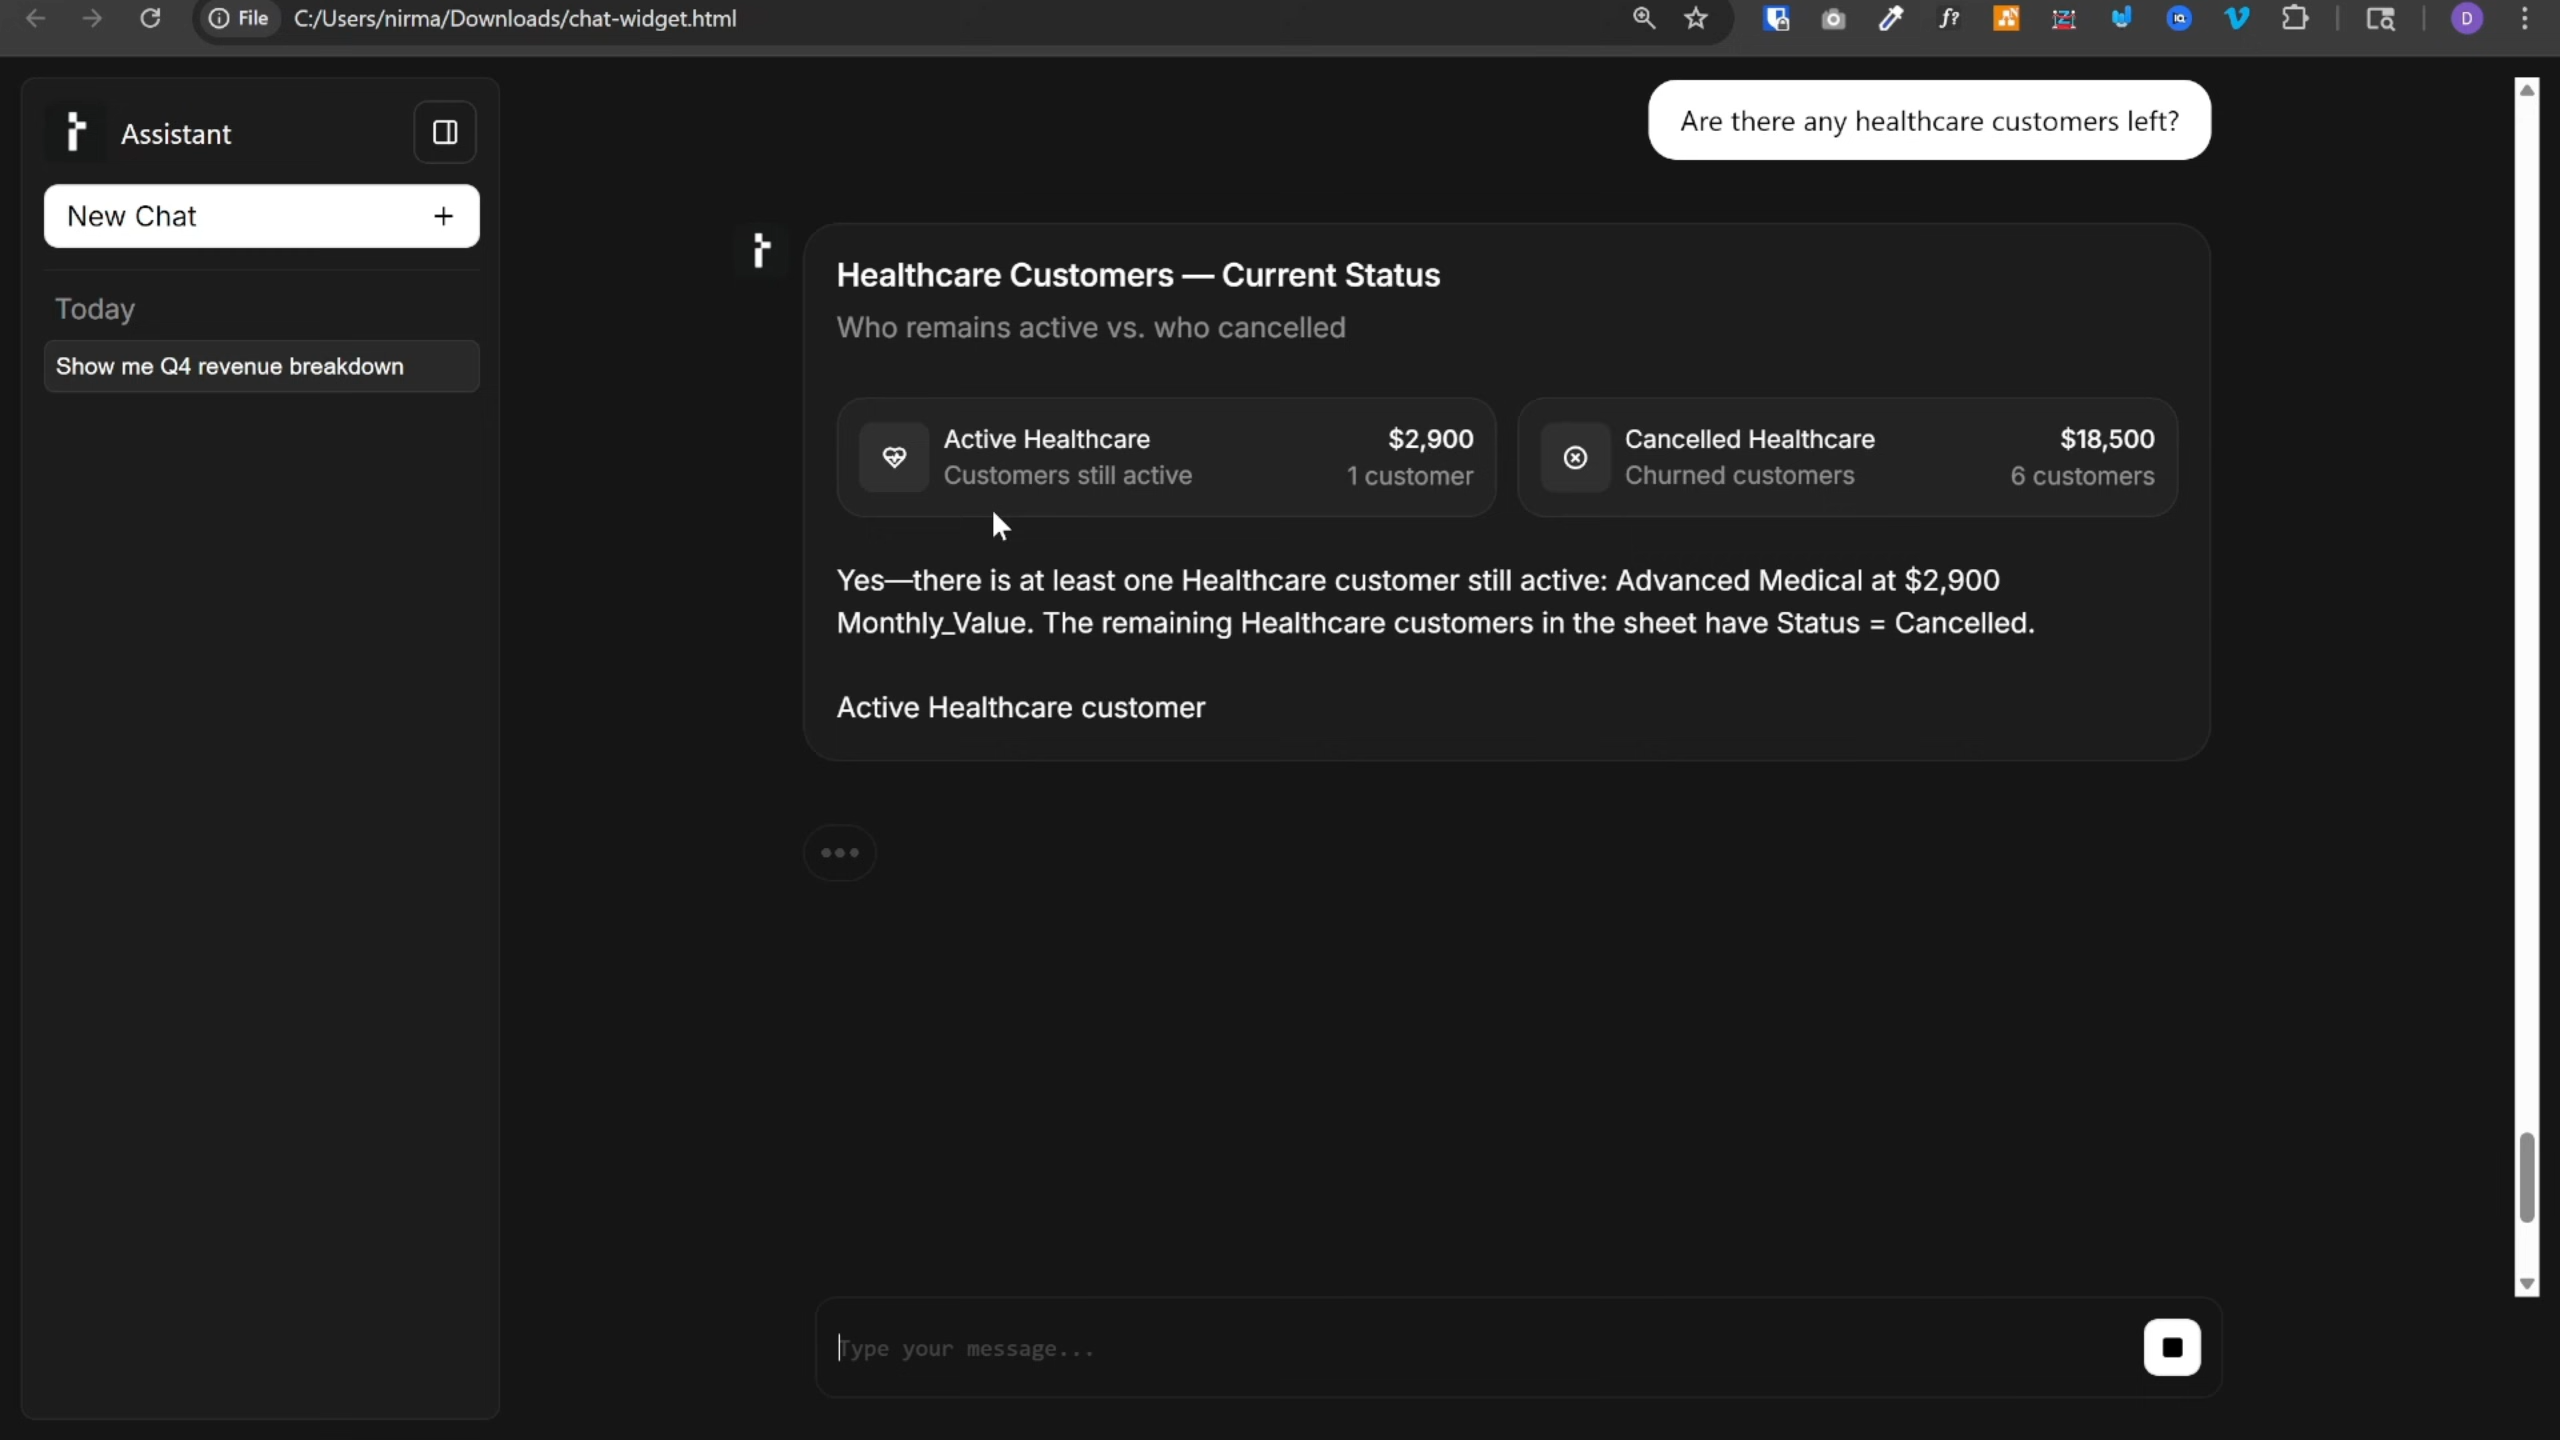 File
C:/Users/nirma/Downloads/chat-widget.html
f?
IQ
D
Assistant
New Chat +
Today
Show me Q4 revenue breakdown
Are there any healthcare customers left?
Healthcare Customers — Current Status
Who remains active vs. who cancelled
Active Healthcare $2,900
Customers still active 1 customer
Cancelled Healthcare $18,500
Churned customers 6 customers
Yes—there is at least one Healthcare customer still active: Advanced Medical at $2,900
Monthly_Value. The remaining Healthcare customers in the sheet have Status = Cancelled.
Active Healthcare customer
Type your message...